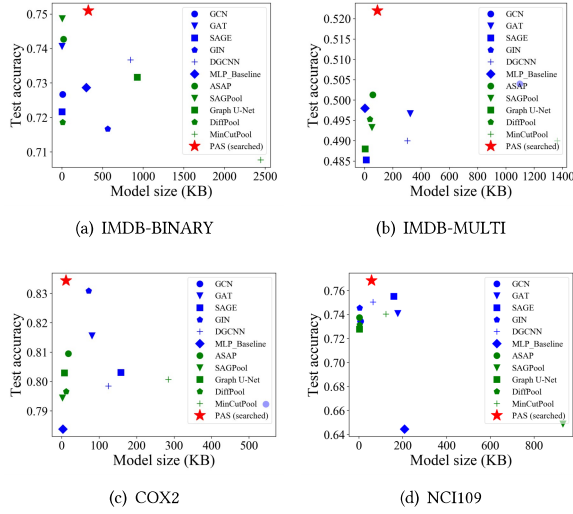 0.75
0.73
0.72
0.71
Test accuracy
0 500 1000 1500 2000 2500
Model size (KB)
GCN
GAT
SAGE
GIN
DGCNN
MLP_Baseline
ASAP
SAGPool
Graph U-Net
DiffPool
MinCutPool
PAS (searched)
(a) IMDB-BINARY
0.520
0.515
0.510
0.505
0.500
0.495
0.490
0.485
Test accuracy
0 200 400 600 800 1000 1200 1400
Model size (KB)
GCN
GAT
SAGE
GIN
DGCNN
MLP_Baseline
ASAP
SAGPool
Graph U-Net
DiffPool
MinCutPool
PAS (searched)
(b) IMDB-MULTI
0.83
0.82
0.81
0.80
0.79
Test accuracy
0 100 200 300 400 500
Model size (KB)
GCN
GAT
SAGE
GIN
DGCNN
MLP_Baseline
ASAP
SAGPool
Graph U-Net
DiffPool
MinCutPool
PAS (searched)
(c) COX2
0.76
0.74
0.72
0.70
0.68
0.66
0.64
Test accuracy
0 200 400 600 800
Model size (KB)
GCN
GAT
SAGE
GIN
DGCNN
MLP_Baseline
ASAP
SAGPool
Graph U-Net
DiffPool
MinCutPool
PAS (searched)
(d) NCI109